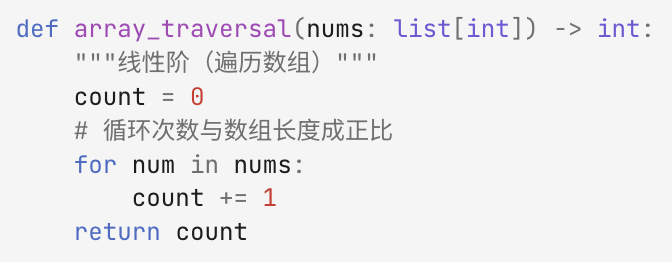 def array_traversal(nums: list[int]) -> int:
    """线性阶（遍历数组）"""
    count = 0
    # 循环次数与数组长度成正比
    for num in nums:
        count += 1
    return count